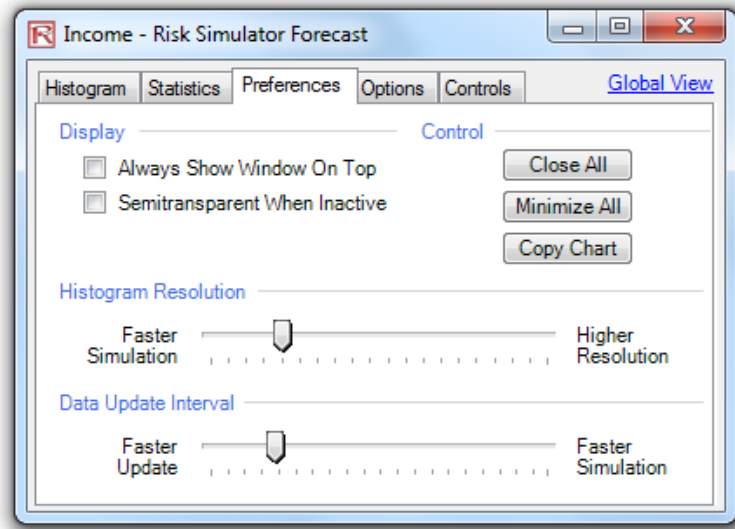 R Income - Risk Simulator Forecast
X
Histogram Statistics Preferences Options Controls Global View
Display Control
Always Show Window On Top Close All
Semitransparent When Inactive Minimize All
Copy Chart
Histogram Resolution
Faster Higher
Simulation Resolution
Data Update Interval
Faster Faster
Update Simulation